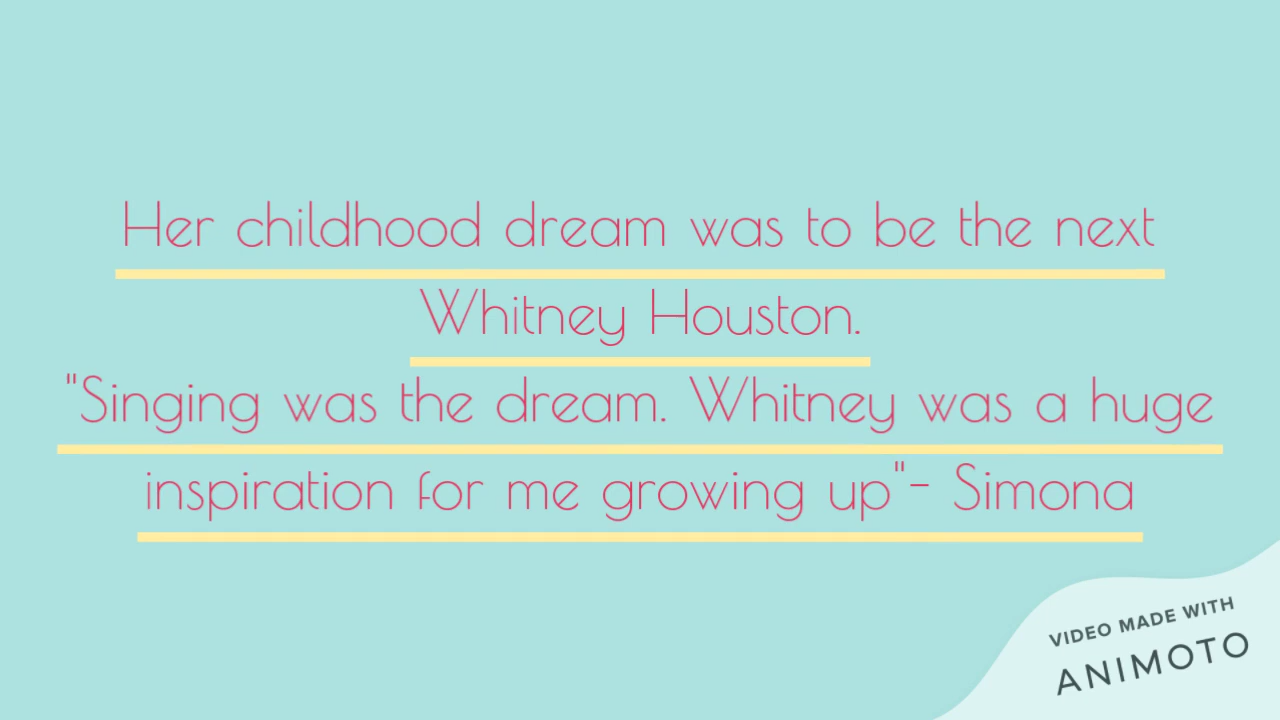 Her childhood dream was to be the next
Whitney Houston.
"Singing was the dream. Whitney was a huge
inspiration for me growing up"- Simona
VIDEO MADE WITH
ANIMOTO